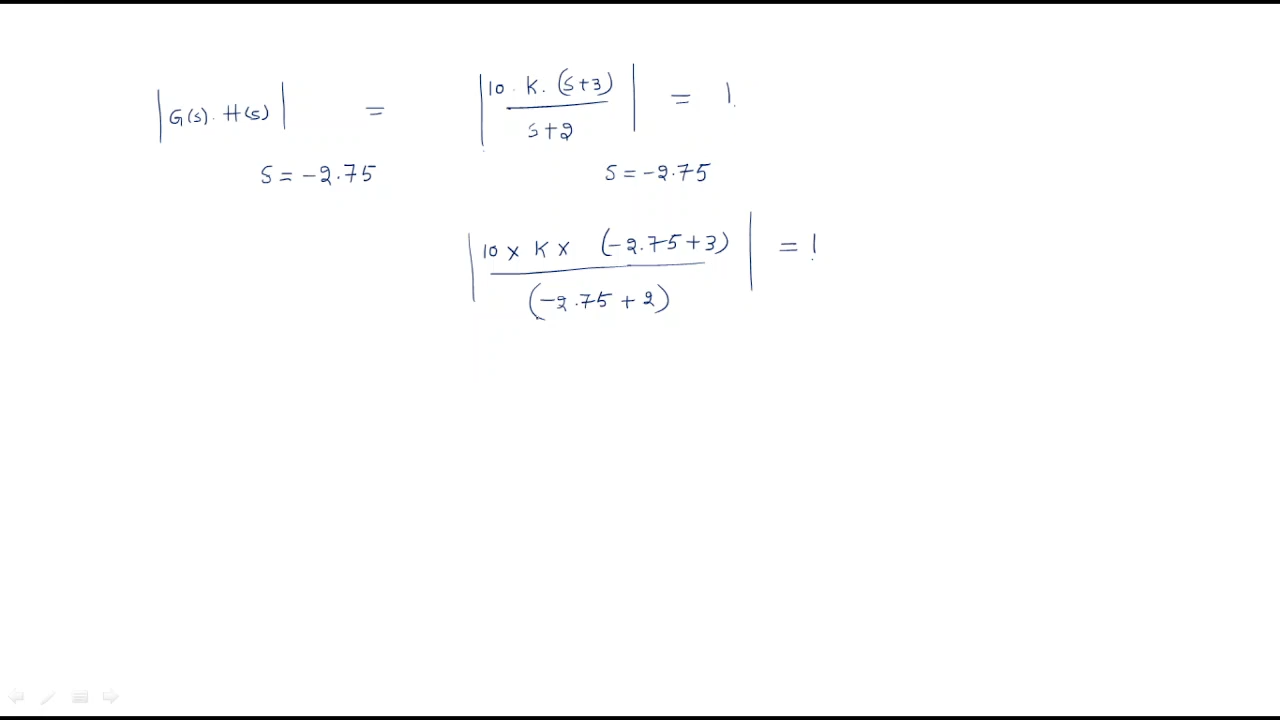 |G(s). H(s)| = |10. K. (s+3) / s+2| = 1.
s = -2.75 s = -2.75
|10 x K x (-2.75+3) / (-2.75+2)| = 1.